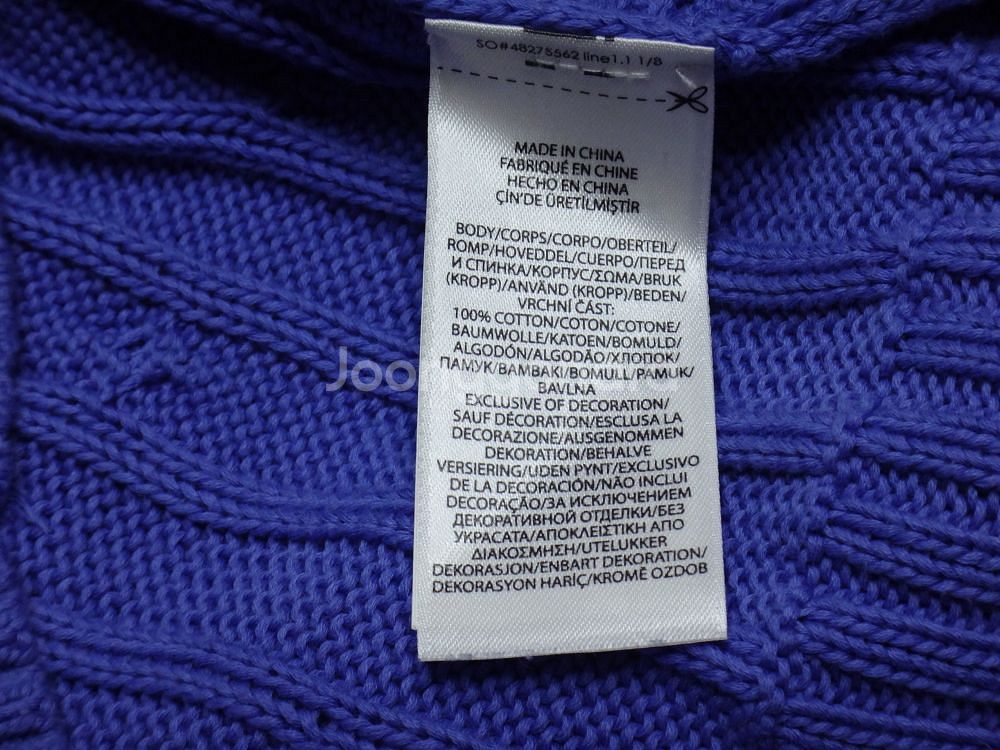 SO#48275562 line1.1 1/8
MADE IN CHINA
FABRIQUÉ EN CHINE
HECHO EN CHINA
ÇİN'DE ÜRETİLMİŞTİR
BODY/CORPS/CORPO/OBERTEIL/
ROMP/HOVEDDEL/CUERPO/ПЕРЕД
И СПИНКА/КОРПУС/ΣΩΜΑ/BRUK
(KROPP)/ANVÄND (KROPP)/BEDEN/
VRCHNÍ ČÁST:
100% COTTON/COTON/COTONE/
BAUMWOLLE/KATOEN/BOMULD/
ALGODÓN/ALGODÃO/ХЛОПОК/
ПАМУК/ΒΑΜΒΑΚΙ/BOMULL/PAMUK/
BAVLNA
EXCLUSIVE OF DECORATION/
SAUF DÉCORATION/ESCLUSA LA
DECORAZIONE/AUSGENOMMEN
DEKORATION/BEHALVE
VERSIERING/UDEN PYNT/EXCLUSIVO
DE LA DECORACIÓN/NÃO INCLUI
DECORAÇÃO/ЗА ИСКЛЮЧЕНИЕМ
ДЕКОРАТИВНОЙ ОТДЕЛКИ/БЕЗ
УКРАСАТА/ΑΠΟΚΛΕΙΣΤΙΚΗ ΑΠΟ
ΔΙΑΚΟΣΜΗΣΗ/UTELUKKER
DEKORASJON/ENBART DEKORATION/
DEKORASYON HARİÇ/KROMĚ OZDOB